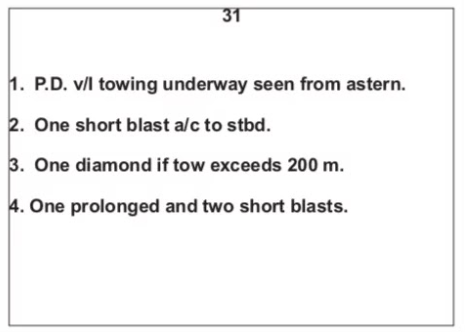 31
1. P.D. v/l towing underway seen from astern.
2. One short blast a/c to stbd.
3. One diamond if tow exceeds 200 m.
4. One prolonged and two short blasts.